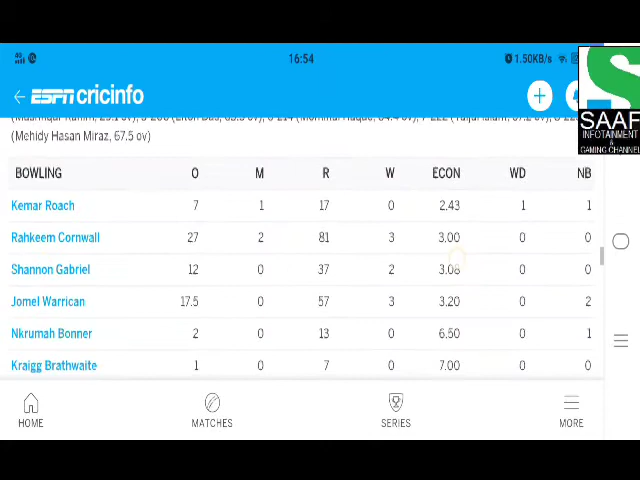 16:54
1.50KB/s
ESPN cricinfo
(Mehidy Hasan Miraz, 67.5 ov)
BOWLING O M R W ECON WD NB
Kemar Roach 7 1 17 0 2.43 1 1
Rahkeem Cornwall 27 2 81 3 3.00 0 0
Shannon Gabriel 12 0 37 2 3.08 0 0
Jomel Warrican 17.5 0 57 3 3.20 0 2
Nkrumah Bonner 2 0 13 0 6.50 0 1
Kraigg Brathwaite 1 0 7 0 7.00 0 0
HOME MATCHES SERIES MORE
S
SAAF
INFOTAINMENT
&
GAMING CHANNEL